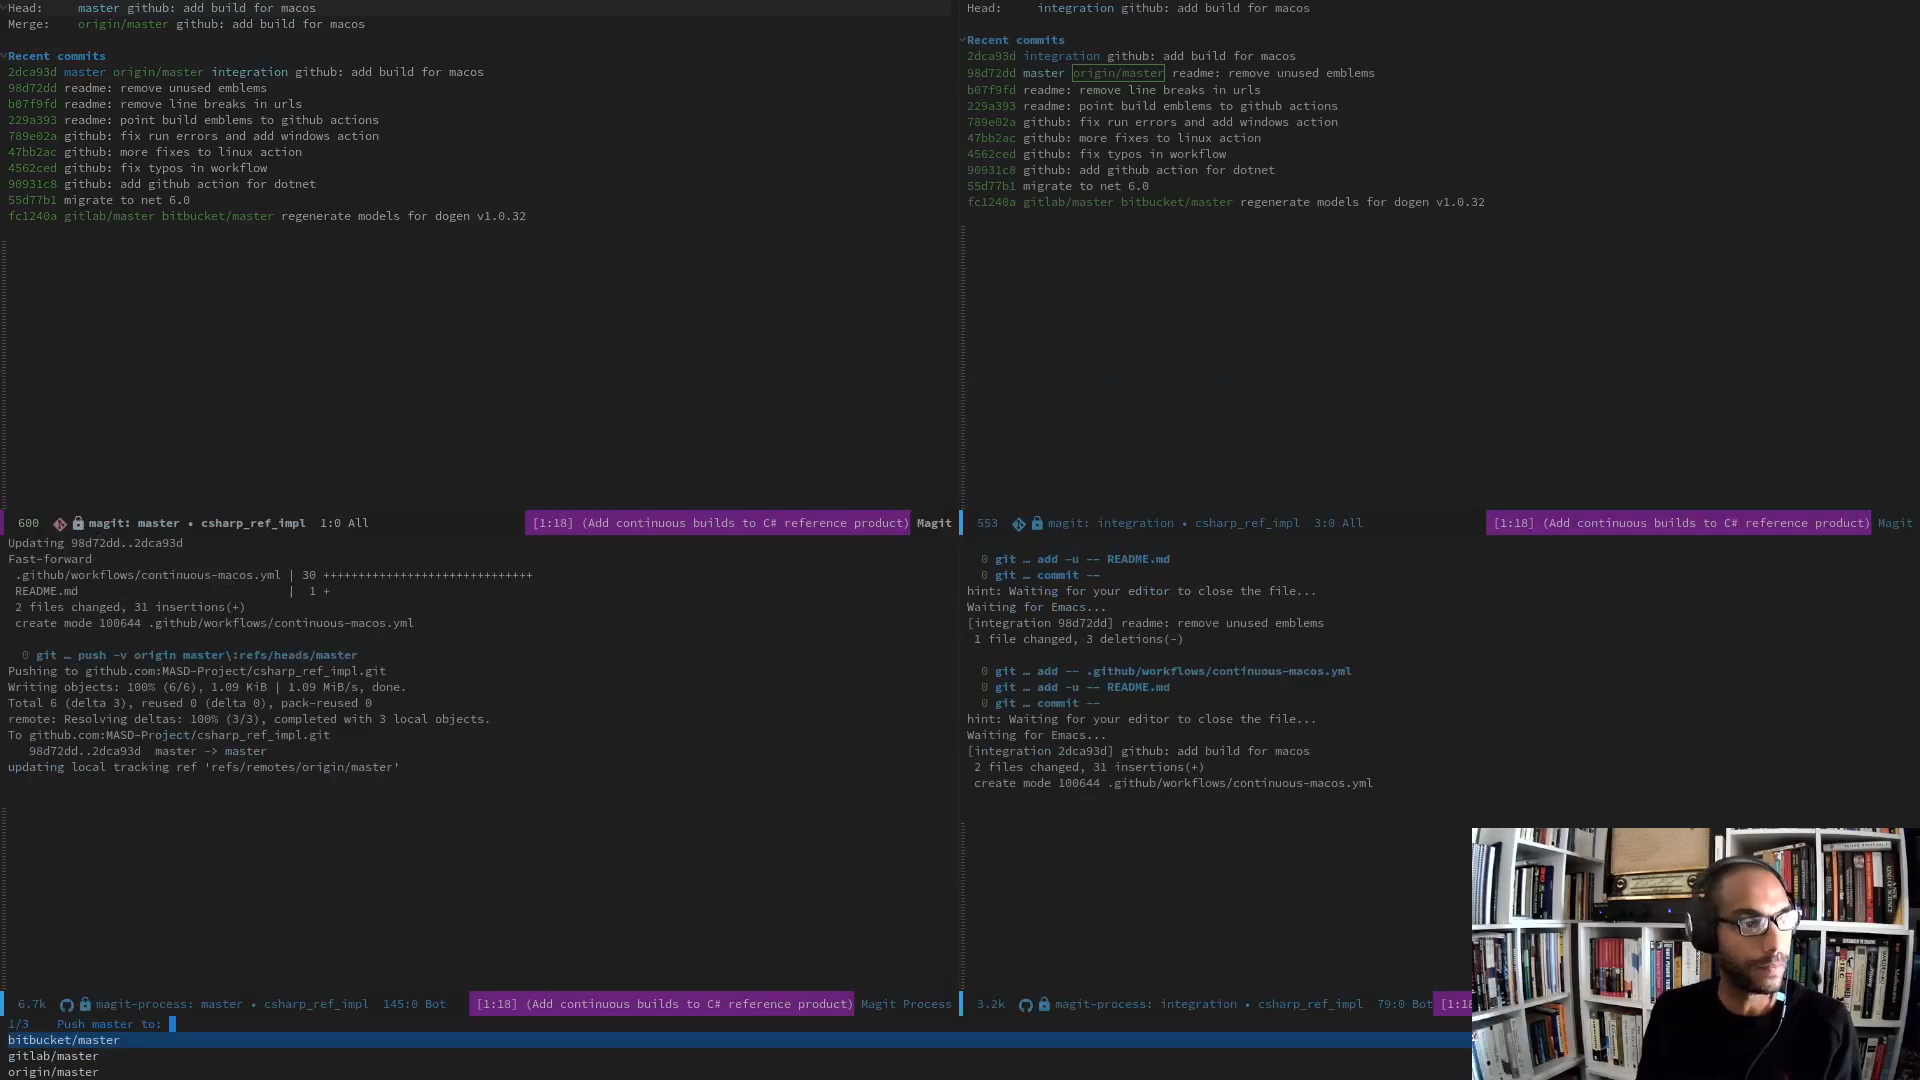 Head:     master github: add build for macos
Merge:    origin/master github: add build for macos
Recent commits
2dca93d master origin/master integration github: add build for macos
98d72dd readme: remove unused emblems
b07f9fd readme: remove line breaks in urls
229a393 readme: point build emblems to github actions
789e02a github: fix run errors and add windows action
47bb2ac github: more fixes to linux action
4562ced github: fix typos in workflow
90931c8 github: add github action for dotnet
55d77b1 migrate to net 6.0
fc1240a gitlab/master bitbucket/master regenerate models for dogen v1.0.32
600 magit: master • csharp_ref_impl 1:0 All [1:18] (Add continuous builds to C# reference product) Magit
Head:     integration github: add build for macos
Recent commits
2dca93d integration github: add build for macos
98d72dd master origin/master readme: remove unused emblems
b07f9fd readme: remove line breaks in urls
229a393 readme: point build emblems to github actions
789e02a github: fix run errors and add windows action
47bb2ac github: more fixes to linux action
4562ced github: fix typos in workflow
90931c8 github: add github action for dotnet
55d77b1 migrate to net 6.0
fc1240a gitlab/master bitbucket/master regenerate models for dogen v1.0.32
553 magit: integration • csharp_ref_impl 3:0 All [1:18] (Add continuous builds to C# reference product) Magit
Updating 98d72dd..2dca93d
Fast-forward
.github/workflows/continuous-macos.yml | 30 ++++++++++++++++++++++++++++++
README.md                              |  1 +
2 files changed, 31 insertions(+)
create mode 100644 .github/workflows/continuous-macos.yml
0 git … push -v origin master\:refs/heads/master
Pushing to github.com:MASD-Project/csharp_ref_impl.git
Writing objects: 100% (6/6), 1.09 KiB | 1.09 MiB/s, done.
Total 6 (delta 3), reused 0 (delta 0), pack-reused 0
remote: Resolving deltas: 100% (3/3), completed with 3 local objects.
To github.com:MASD-Project/csharp_ref_impl.git
98d72dd..2dca93d  master -> master
updating local tracking ref 'refs/remotes/origin/master'
6.7k magit-process: master • csharp_ref_impl 145:0 Bot [1:18] (Add continuous builds to C# reference product) Magit Process
0 git … add -u -- README.md
0 git … commit --
hint: Waiting for your editor to close the file...
Waiting for Emacs...
[integration 98d72dd] readme: remove unused emblems
1 file changed, 3 deletions(-)
0 git … add -- .github/workflows/continuous-macos.yml
0 git … add -u -- README.md
0 git … commit --
hint: Waiting for your editor to close the file...
Waiting for Emacs...
[integration 2dca93d] github: add build for macos
2 files changed, 31 insertions(+)
create mode 100644 .github/workflows/continuous-macos.yml
3.2k magit-process: integration • csharp_ref_impl 79:0 Bot [1:18
1/3 Push master to:
bitbucket/master
gitlab/master
origin/master